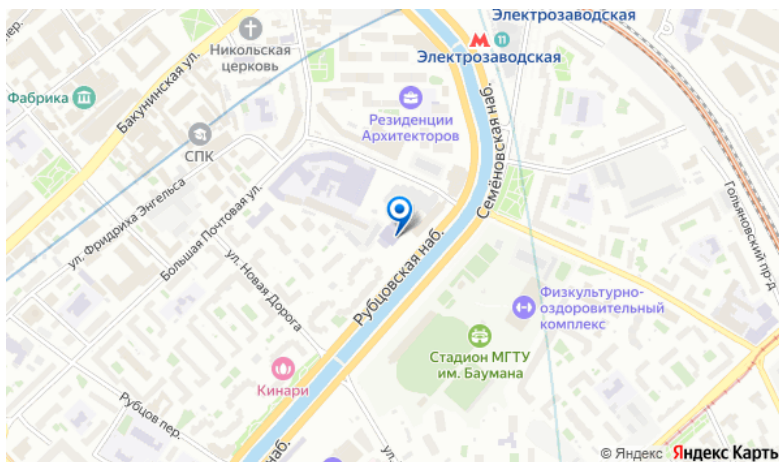 пер.
Никольская
церковь
Электрозаводская
11
Электрозаводская
Бакунинская ул.
Фабрика
Резиденции
Архитекторов
Семёновская наб.
СПК
ул. Фридриха Энгельса
Большая Почтовая ул.
Гольяновский пр-д
ул. Новая Дорога
Рубцовская наб.
Физкультурно-
оздоровительный
комплекс
Стадион МГТУ
им. Баумана
Кинари
Рубцов пер.
наб.
ул.
© Яндекс Яндекс Карты